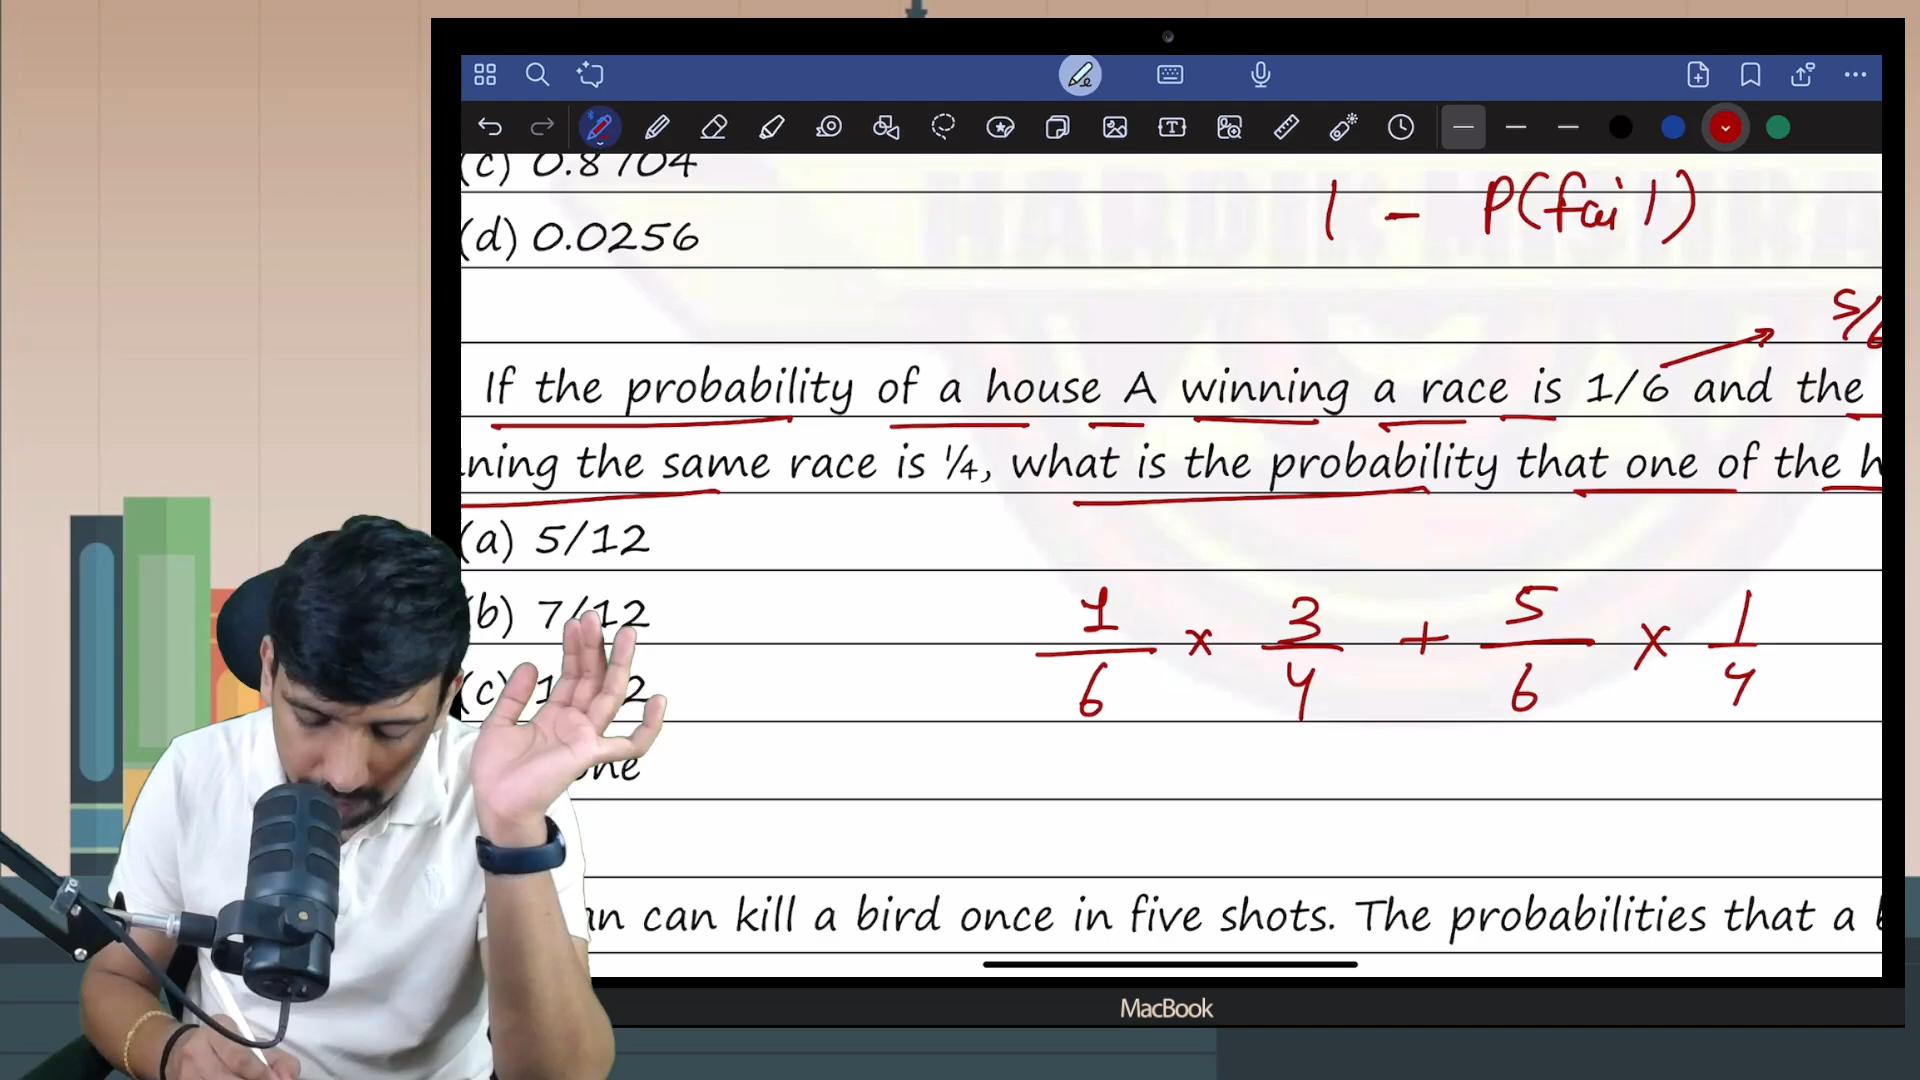 (c) 0.8704
1 - P(fail)
(d) 0.0256
5/6
If the probability of a house A winning a race is 1/6 and the
ning the same race is ¼, what is the probability that one of the h
(a) 5/12
(b) 7/12
1/6 × 3/4 + 5/6 × 1/4
(c)
one
an can kill a bird once in five shots. The probabilities that a
MacBook